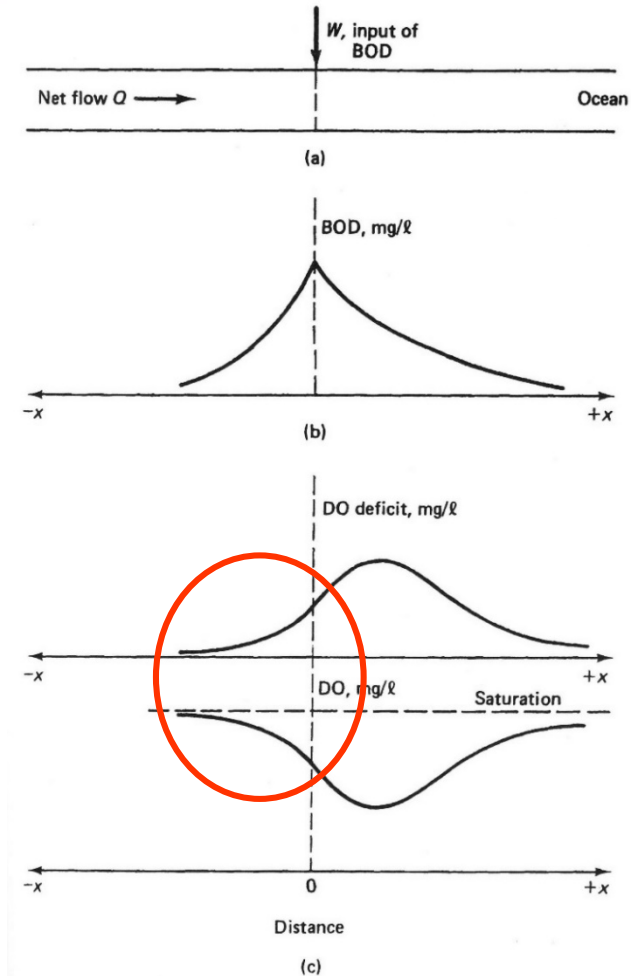 W, input of
BOD
Net flow Q
Ocean
(a)
BOD, mg/ℓ
-x
+x
(b)
DO deficit, mg/ℓ
-x
+x
DO, mg/ℓ
Saturation
-x
0
+x
Distance
(c)